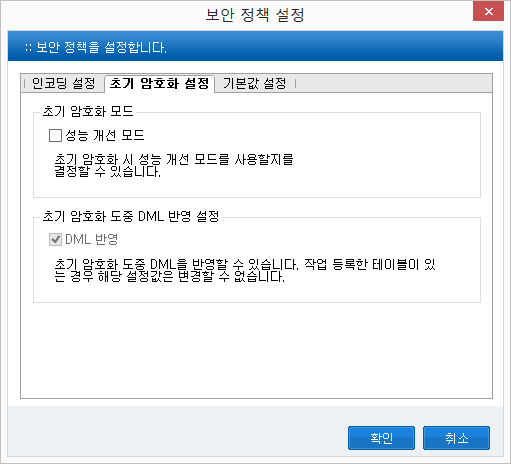 보안 정책 설정
:: 보안 정책을 설정합니다.
인코딩 설정 초기 암호화 설정 기본값 설정
초기 암호화 모드
성능 개선 모드
초기 암호화 시 성능 개선 모드를 사용할지를
결정할 수 있습니다.
초기 암호화 도중 DML 반영 설정
DML 반영
초기 암호화 도중 DML을 반영할 수 있습니다. 작업 등록한 테이블이 있
는 경우 해당 설정값은 변경할 수 없습니다.
확인 취소